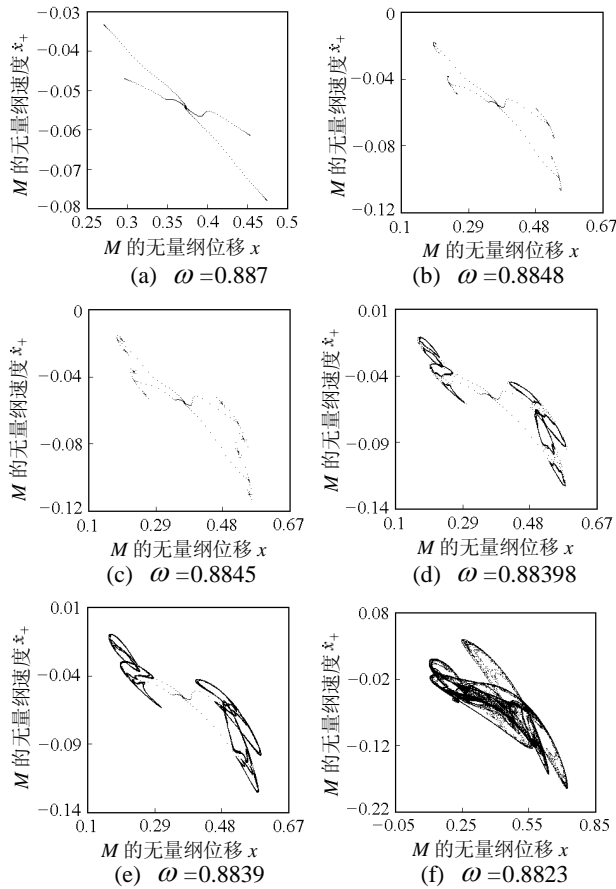 −0.03
−0.04
−0.05
−0.06
−0.07
−0.08
M 的无量纲速度 ẋ₊
0.25 0.3 0.35 0.4 0.45 0.5
M 的无量纲位移 x
(a) ω=0.887
0
−0.04
−0.08
−0.12
M 的无量纲速度 ẋ₊
0.1 0.29 0.48 0.67
M 的无量纲位移 x
(b) ω=0.8848
0
−0.04
−0.08
−0.12
M 的无量纲速度 ẋ₊
0.1 0.29 0.48 0.67
M 的无量纲位移 x
(c) ω=0.8845
0.01
−0.04
−0.09
−0.14
M 的无量纲速度 ẋ₊
0.1 0.29 0.48 0.67
M 的无量纲位移 x
(d) ω=0.88398
0.01
−0.04
−0.09
−0.14
M 的无量纲速度 ẋ₊
0.1 0.29 0.48 0.67
M 的无量纲位移 x
(e) ω=0.8839
0.08
−0.02
−0.12
−0.22
M 的无量纲速度 ẋ₊
−0.05 0.25 0.55 0.85
M 的无量纲位移 x
(f) ω=0.8823